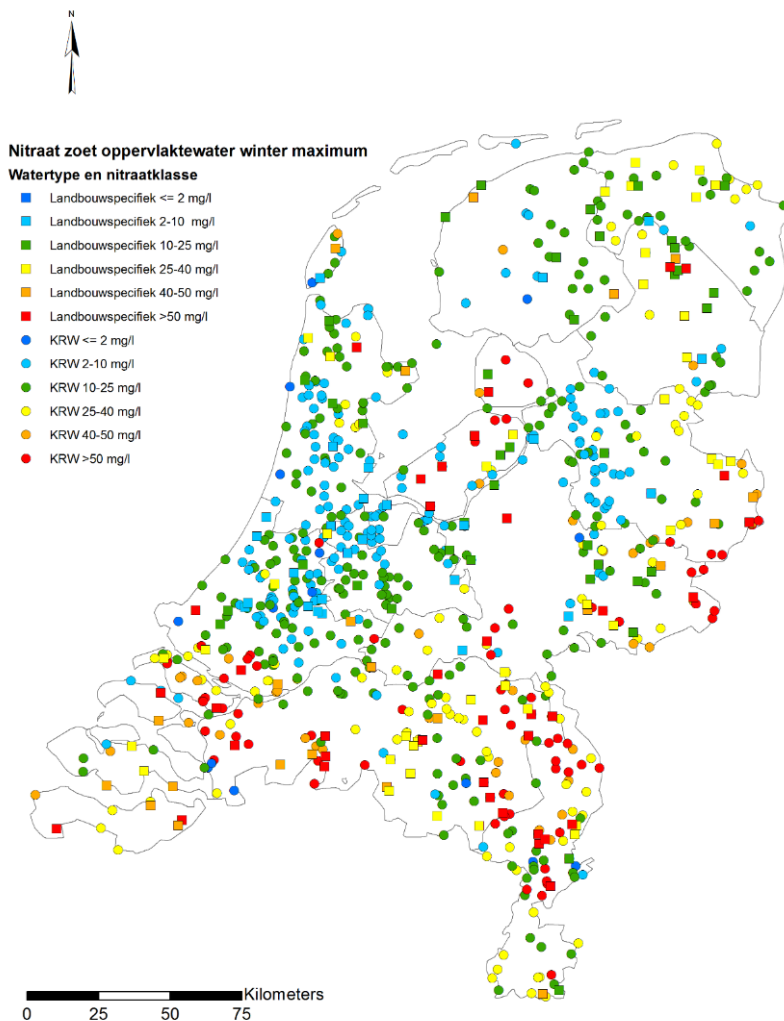 N
Nitraat zoet oppervlaktewater winter maximum
Watertype en nitraatklasse
Landbouwspecifiek <= 2 mg/l
Landbouwspecifiek 2-10 mg/l
Landbouwspecifiek 10-25 mg/l
Landbouwspecifiek 25-40 mg/l
Landbouwspecifiek 40-50 mg/l
Landbouwspecifiek >50 mg/l
KRW <= 2 mg/l
KRW 2-10 mg/l
KRW 10-25 mg/l
KRW 25-40 mg/l
KRW 40-50 mg/l
KRW >50 mg/l
Kilometers
0 25 50 75